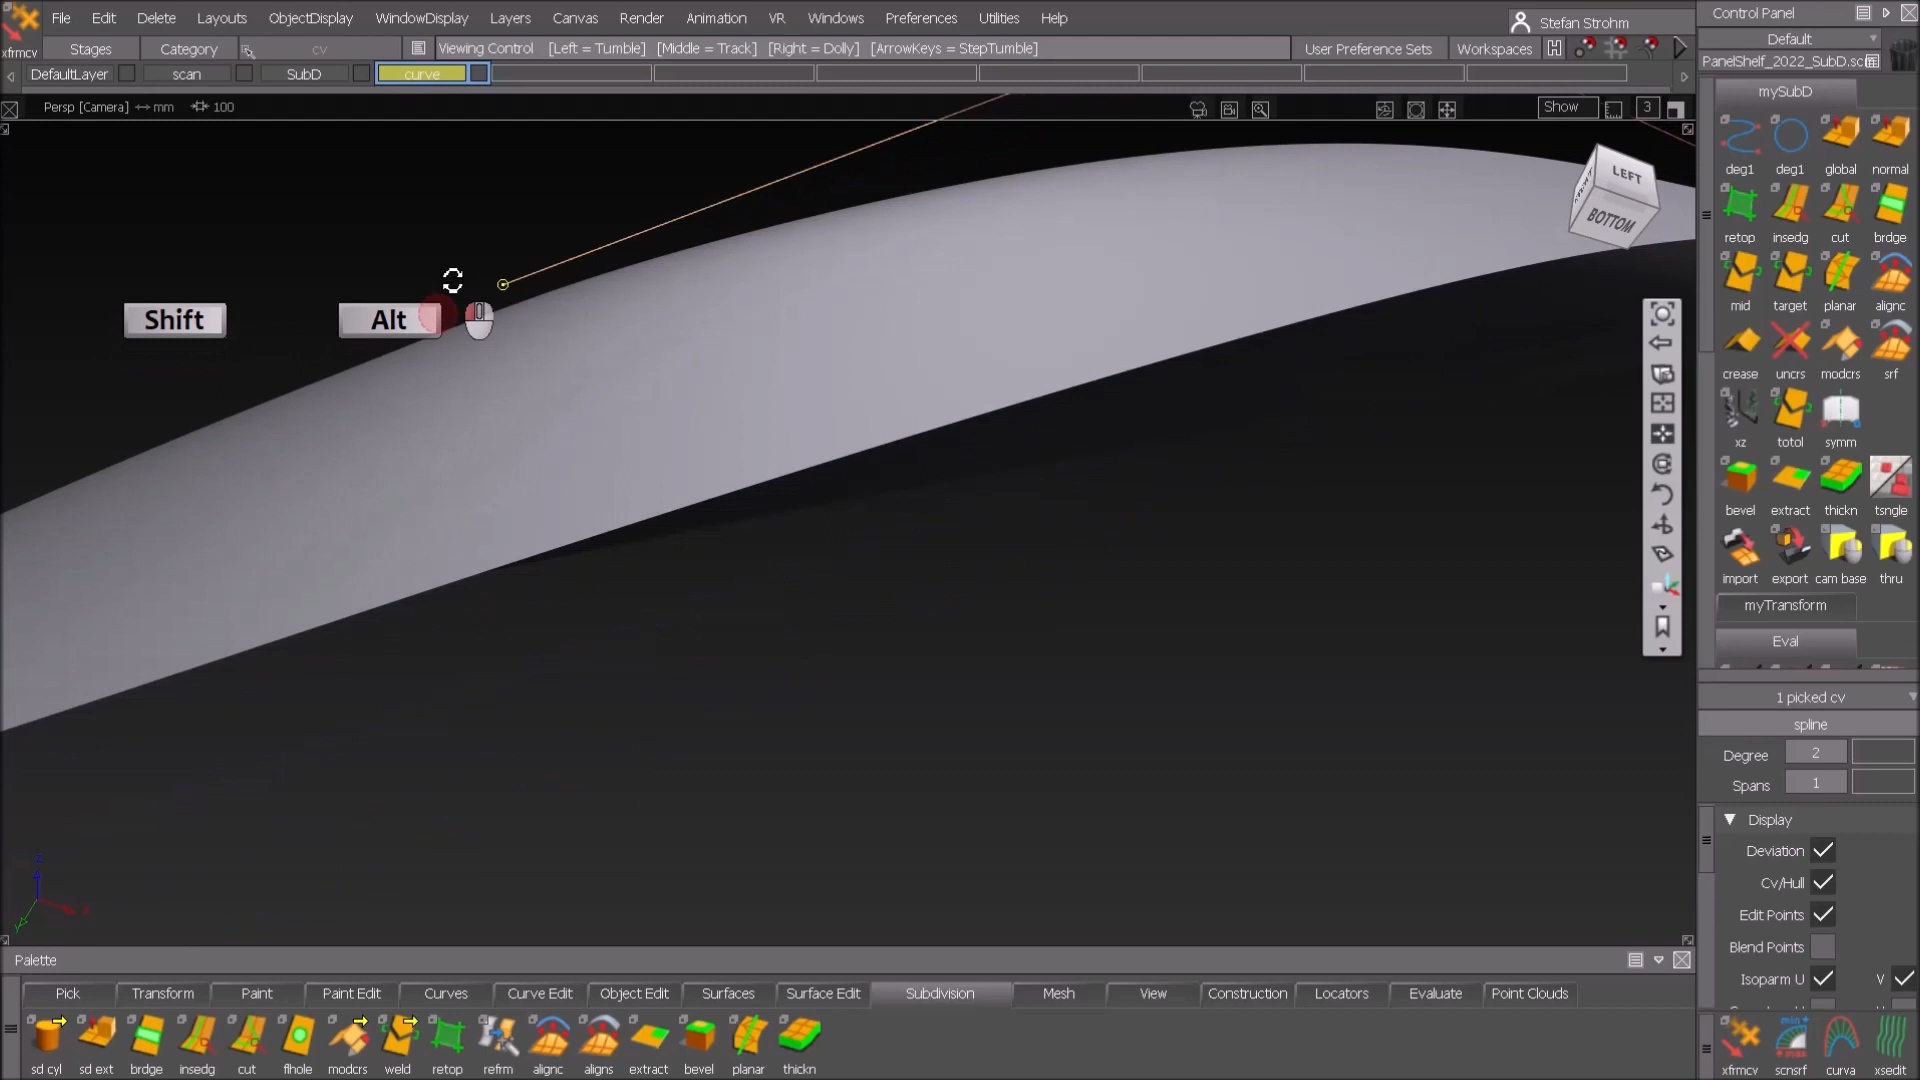 File Edit Delete Layouts ObjectDisplay WindowDisplay Layers Canvas Render Animation VR Windows Preferences Utilities Help
Stefan Strohm
Control Panel
xfrmcv
Stages Category cv
Viewing Control [Left = Tumble] [Middle = Track] [Right = Dolly] [ArrowKeys = StepTumble]
User Preference Sets Workspaces
Default
PanelShelf_2022_SubD.sc
DefaultLayer scan SubD curve
Persp [Camera] mm 100
Show 3
mySubD
deg1 deg1 global normal
LEFT
BOTTOM
retop insedg cut brdge
mid target planar alignc
Shift Alt
crease uncrs modcrs srf
xz totol symm
bevel extract thickn tsngle
import export cam base thru
myTransform
Eval
1 picked cv
spline
Degree 2
Spans 1
Display
Deviation
Cv/Hull
Edit Points
Blend Points
Isoparm U V
Palette
Pick Transform Paint Paint Edit Curves Curve Edit Object Edit Surfaces Surface Edit Subdivision Mesh View Construction Locators Evaluate Point Clouds
sd cyl sd ext brdge insedg cut flhole modcrs weld retop refrm alignc aligns extract bevel planar thickn
xfrmcv scnsrf curva xsedit